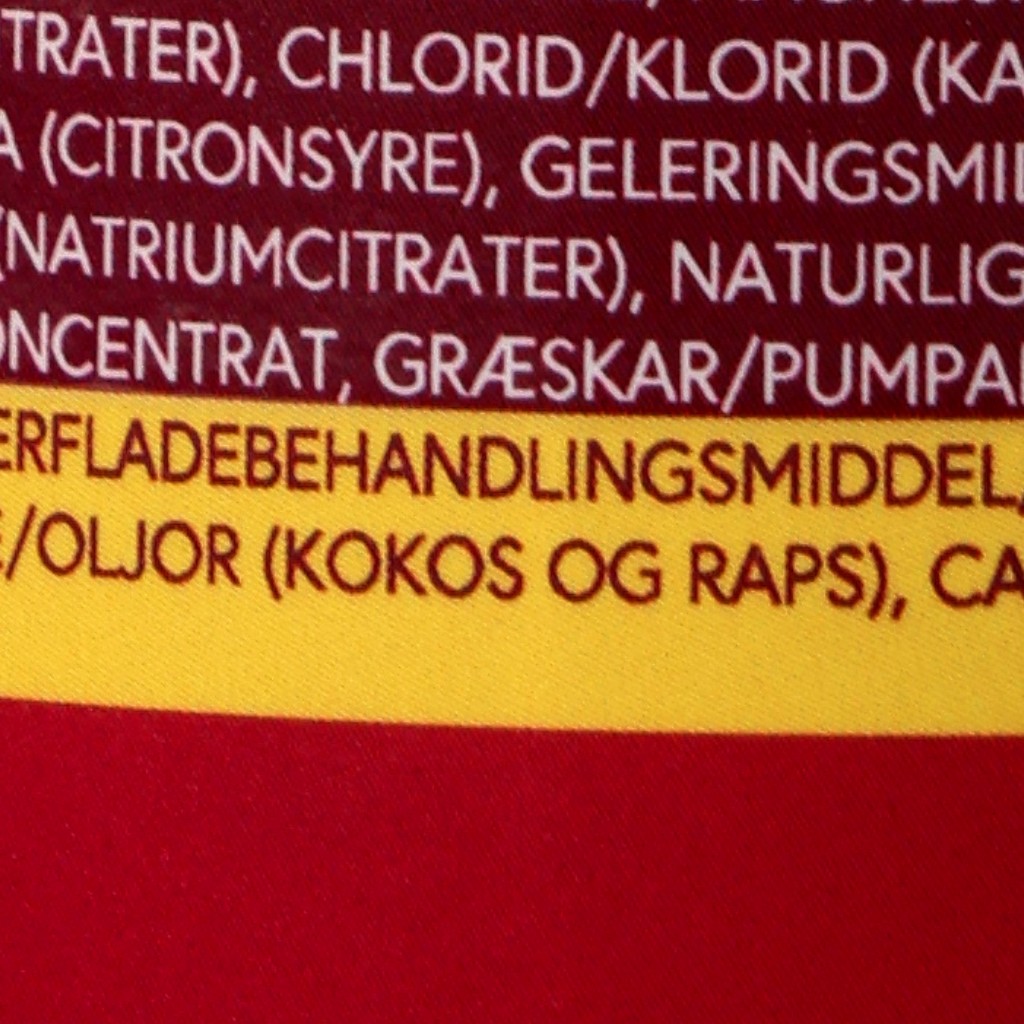 TRATER), CHLORID/KLORID (KA
A (CITRONSYRE), GELERINGSMI
(NATRIUMCITRATER), NATURLIG
ONCENTRAT, GRÆSKAR/PUMPA
ERFLADEBEHANDLINGSMIDDEL,
E/OLJOR (KOKOS OG RAPS), CA